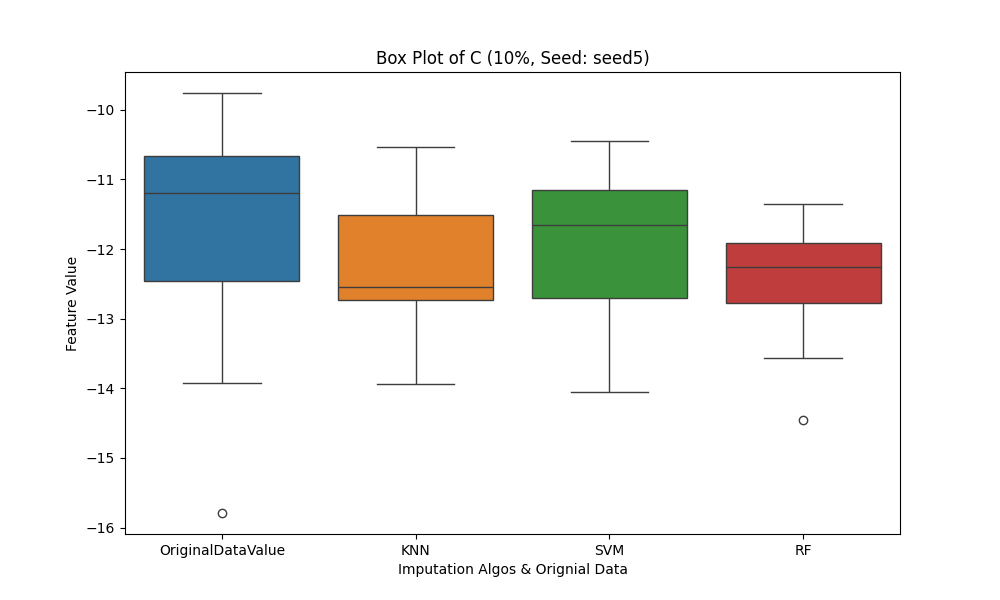 Box Plot of C (10%, Seed: seed5)
Feature Value
−10
−11
−12
−13
−14
−15
−16
OriginalDataValue KNN SVM RF
Imputation Algos & Orignial Data